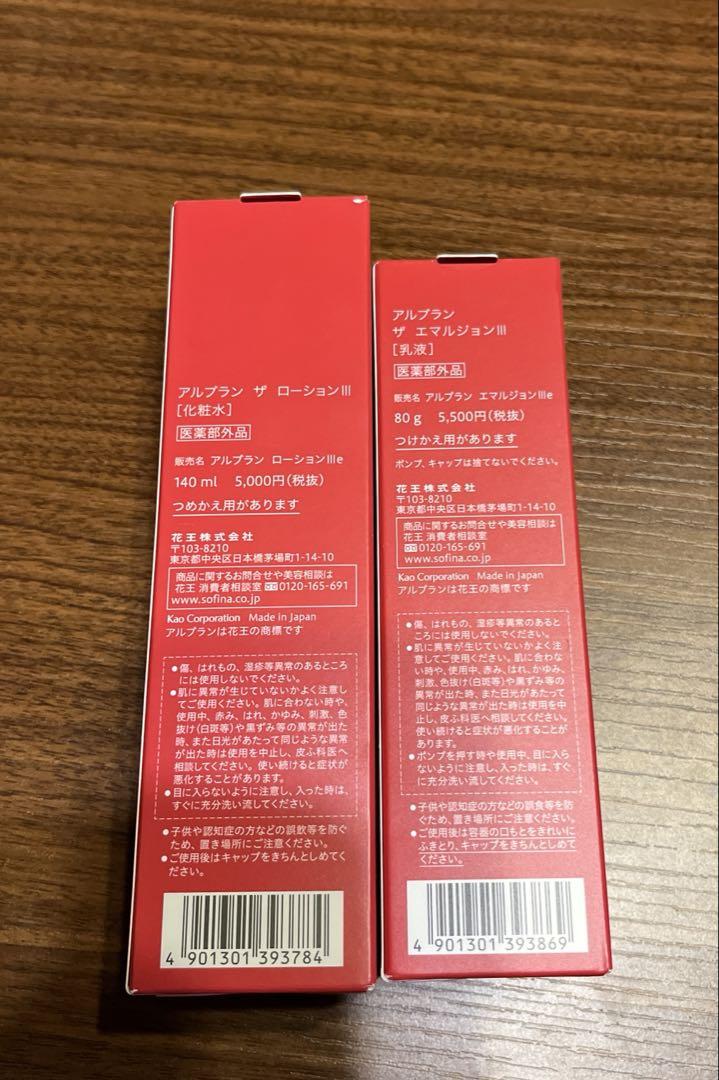 アルブラン ザ ローションⅢ
［化粧水］
医薬部外品
販売名 アルブラン ローションⅢe
140 ml 5,000円(税抜)
つめかえ用があります
花王株式会社
〒103-8210
東京都中央区日本橋茅場町1-14-10
商品に関するお問合せや美容相談は
花王 消費者相談室 0120-165-691
www.sofina.co.jp
Kao Corporation Made in Japan
アルブランは花王の商標です
●傷、はれもの、湿疹等異常のあるところ
には使用しないでください。
●肌に異常が生じていないかよく注意し
てご使用ください。肌に合わない時や、
使用中、赤み、はれ、かゆみ、刺激、色
抜け(白斑等)や黒ずみ等の異常が出た
時、また日光があたって同じような異常
が出た時は使用を中止し、皮ふ科医へ
相談してください。使い続けると症状が
悪化することがあります。
●目に入らないように注意し、入った時は、
すぐに充分洗い流してください。
●子供や認知症の方などの誤飲等を防ぐ
ため、置き場所にご注意ください。
●ご使用後はキャップをきちんとしめてく
ださい。
4 901301 393784
アルブラン
ザ エマルジョンⅢ
［乳液］
医薬部外品
販売名 アルブラン エマルジョンⅢe
80 g 5,500円(税抜)
つけかえ用があります
ポンプ、キャップは捨てないでください。
花王株式会社
〒103-8210
東京都中央区日本橋茅場町1-14-10
商品に関するお問合せや美容相談は
花王 消費者相談室
0120-165-691
www.sofina.co.jp
Kao Corporation Made in Japan
アルブランは花王の商標です
●傷、はれもの、湿疹等異常のあると
ころには使用しないでください。
●肌に異常が生じていないかよく注
意してご使用ください。肌に合わな
い時や、使用中、赤み、はれ、かゆみ、
刺激、色抜け(白斑等)や黒ずみ等の
異常が出た時、また日光があたって
同じような異常が出た時は使用を中
止し、皮ふ科医へ相談してください。
使い続けると症状が悪化することが
あります。
●ポンプを押す時や使用中、目に入ら
ないように注意し、入った時は、すぐ
に充分洗い流してください。
●子供や認知症の方などの誤食等を防
ぐため、置き場所にご注意ください。
●ご使用後は容器の口もとをきれいに
ふきとり、キャップをきちんとしめて
ください。
4 901301 393869